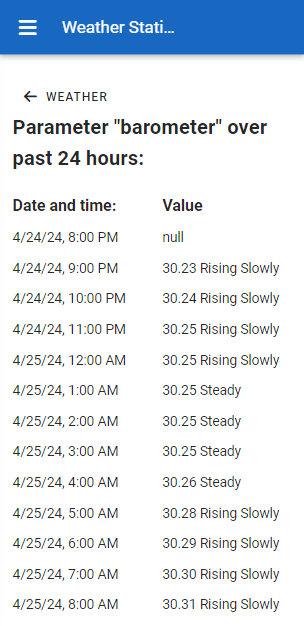 Weather Stati...
WEATHER
Parameter "barometer" over
past 24 hours:
Date and time: Value
4/24/24, 8:00 PM null
4/24/24, 9:00 PM 30.23 Rising Slowly
4/24/24, 10:00 PM 30.24 Rising Slowly
4/24/24, 11:00 PM 30.25 Rising Slowly
4/25/24, 12:00 AM 30.25 Rising Slowly
4/25/24, 1:00 AM 30.25 Steady
4/25/24, 2:00 AM 30.25 Steady
4/25/24, 3:00 AM 30.25 Steady
4/25/24, 4:00 AM 30.26 Steady
4/25/24, 5:00 AM 30.28 Rising Slowly
4/25/24, 6:00 AM 30.29 Rising Slowly
4/25/24, 7:00 AM 30.30 Rising Slowly
4/25/24, 8:00 AM 30.31 Rising Slowly